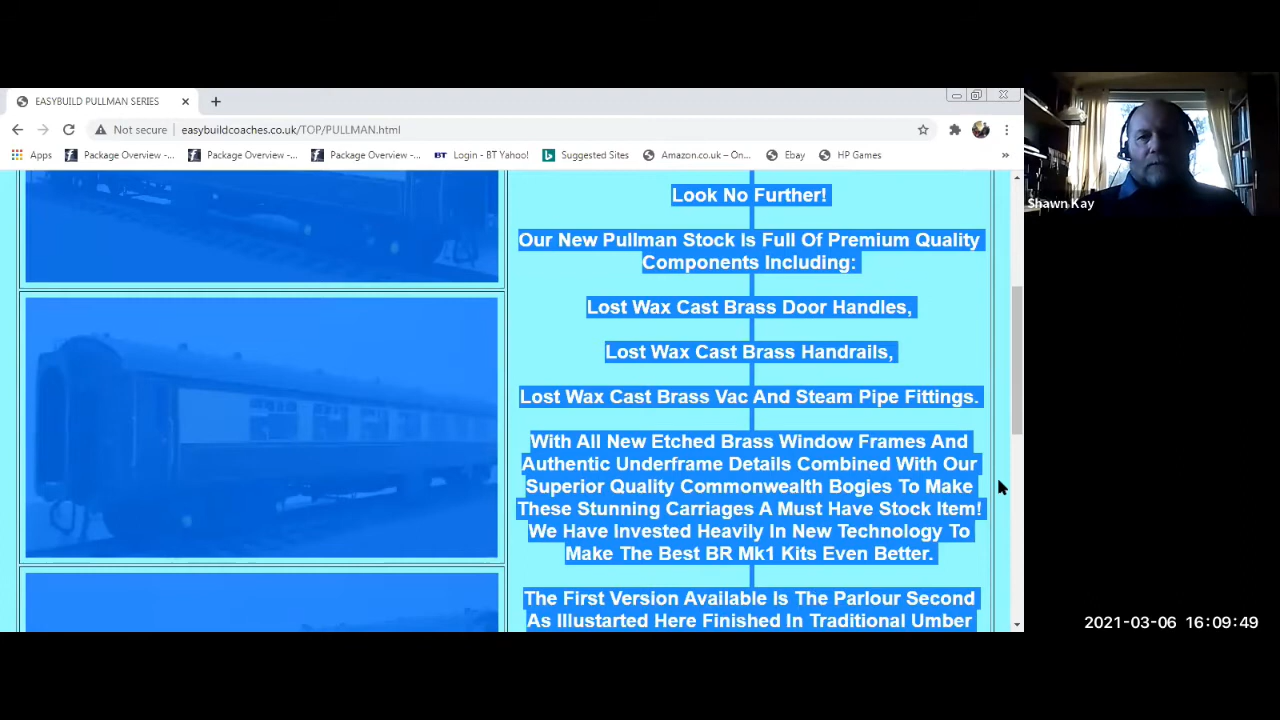 EASYBUILD PULLMAN SERIES
Not secure easybuildcoaches.co.uk/TOP/PULLMAN.html
Apps Package Overview -... Package Overview -... Package Overview -... BT Login - BT Yahoo! Suggested Sites Amazon.co.uk – On... Ebay HP Games »
Look No Further!
Our New Pullman Stock Is Full Of Premium Quality
Components Including:
Lost Wax Cast Brass Door Handles,
Lost Wax Cast Brass Handrails,
Lost Wax Cast Brass Vac And Steam Pipe Fittings.
With All New Etched Brass Window Frames And
Authentic Underframe Details Combined With Our
Superior Quality Commonwealth Bogies To Make
These Stunning Carriages A Must Have Stock Item!
We Have Invested Heavily In New Technology To
Make The Best BR Mk1 Kits Even Better.
The First Version Available Is The Parlour Second
As Illustarted Here Finished In Traditional Umber
Shawn Kay
2021-03-06 16:09:49